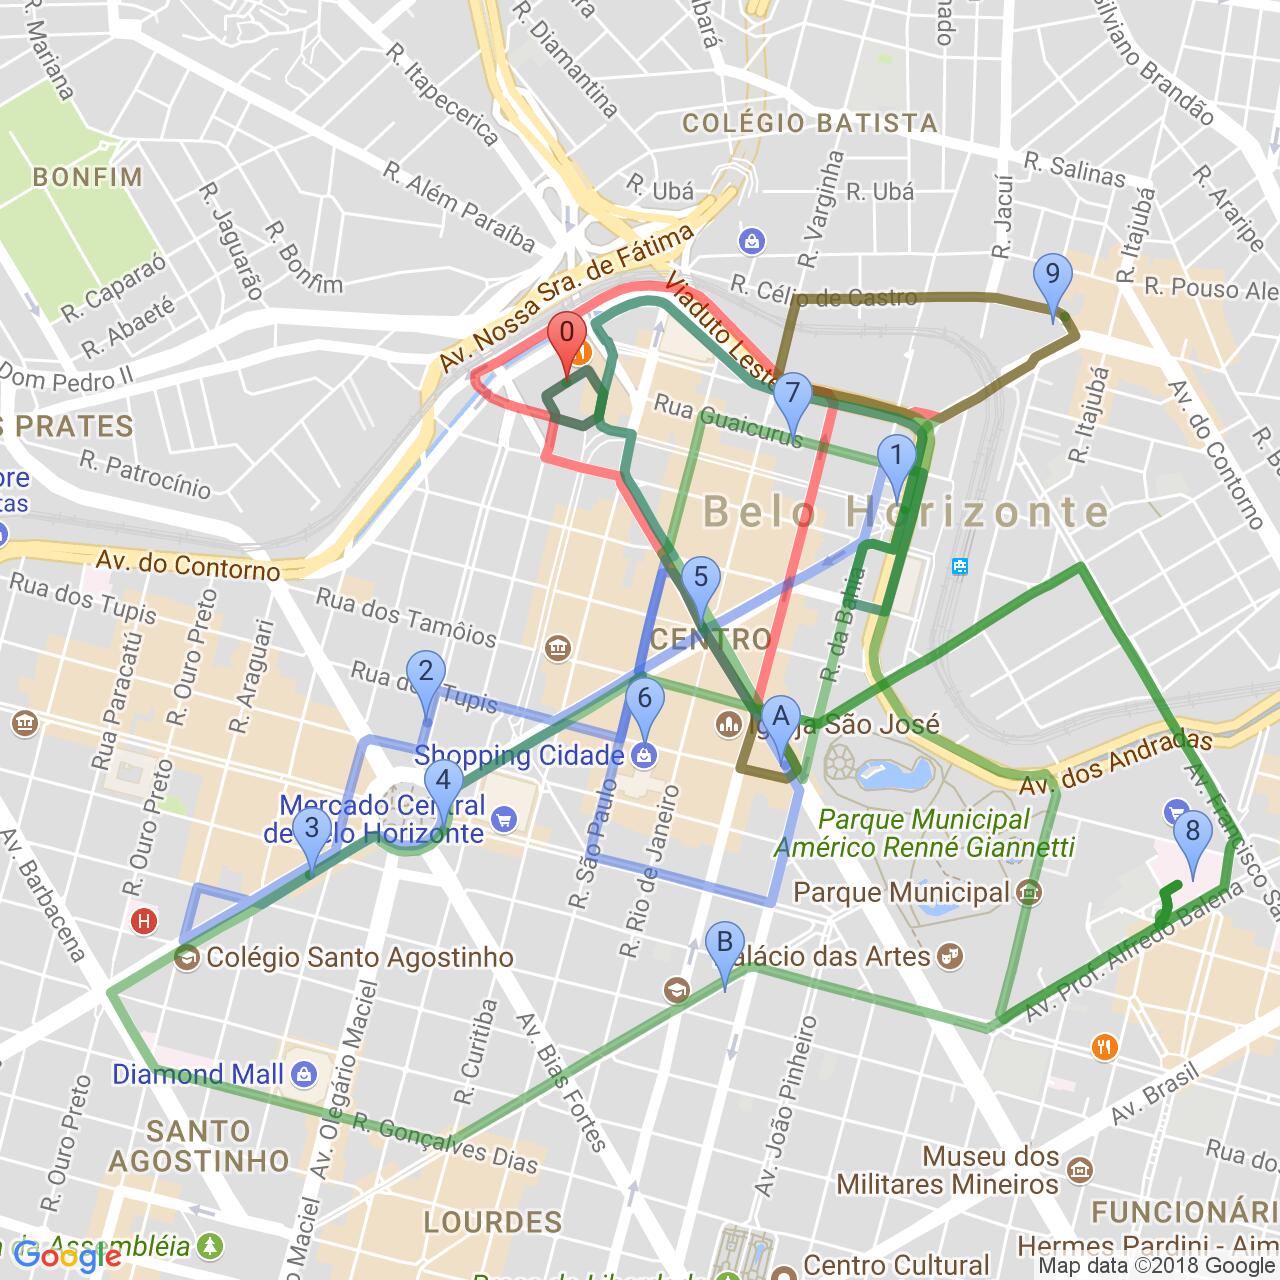 R. Mariana
R. Itapecerica
R. Diamantina
Silviano Brandão
COLÉGIO BATISTA
BONFIM
R. Além Paraíba
R. Ubá
R. Varginha
R. Ubá
R. Jacuí
R. Salinas
R. Itajubá
R. Araripe
R. Jaguarão
R. Bonfim
R. Caparaó
R. Abaeté
Av. Nossa Sra. de Fátima
Viaduto Leste
R. Célio de Castro
R. Pouso Ale
9
0
Dom Pedro II
S PRATES
R. Patrocínio
Rua Guaicurus
7
R. Itajubá
Av. do Contorno
1
Belo Horizonte
Av. do Contorno
Rua dos Tupis
Rua dos Tamôios
R. Ouro Preto
Rua Paracatú
R. Araguari
5
CENTRO
R. da Bahia
2
Rua dos Tupis
6
A
Igreja São José
Shopping Cidade
Av. dos Andradas
Av. Francisco Sa
4
Mercado Central
de Belo Horizonte
3
R. Ouro Preto
R. São Paulo
R. Rio de Janeiro
Parque Municipal
Américo Renné Giannetti
8
Av. Barbacena
H
Parque Municipal
Av. Prof. Alfredo Balena
B
Palácio das Artes
Colégio Santo Agostinho
Av. Olegário Maciel
R. Curitiba
Av. Bias Fortes
Av. João Pinheiro
Diamond Mall
R. Gonçalves Dias
Av. Brasil
R. Ouro Preto
SANTO
AGOSTINHO
Museu dos
Militares Mineiros
Rua do
LOURDES
FUNCIONÁRI
da Assembléia
Maciel
Hermes Pardini - Aim
Google
Centro Cultural
Map data ©2018 Google